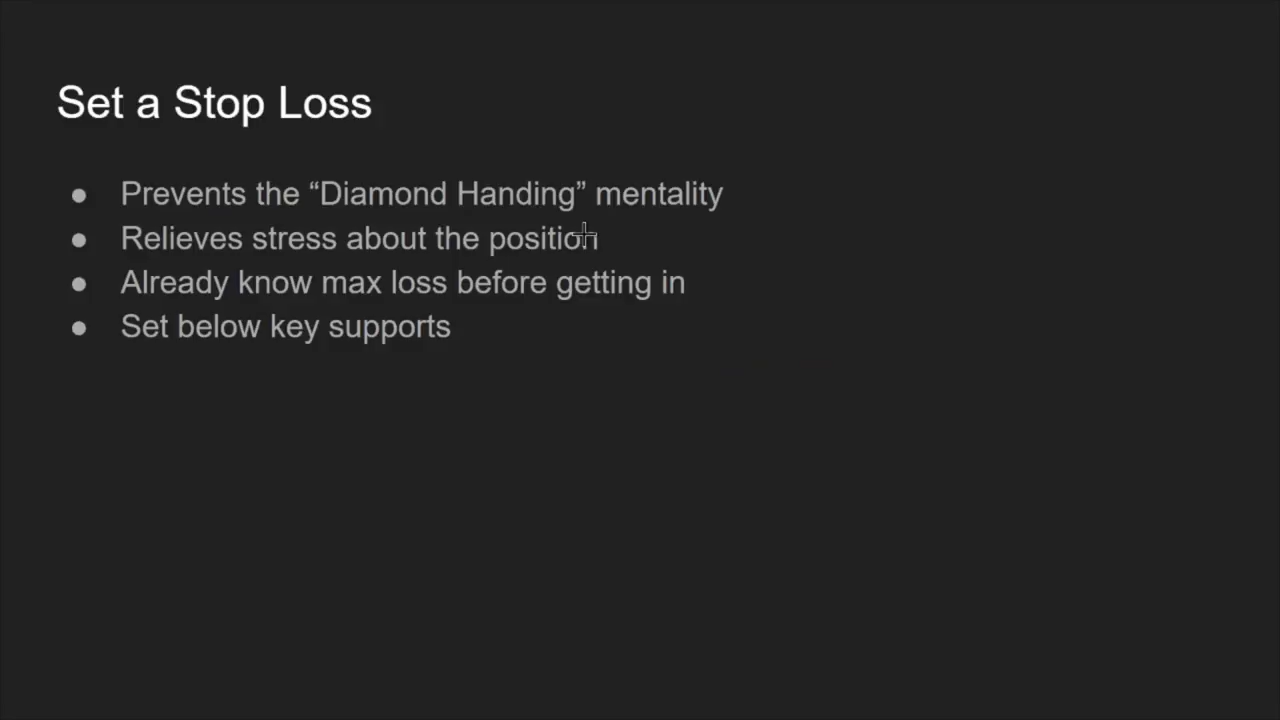 Set a Stop Loss
● Prevents the “Diamond Handing” mentality
● Relieves stress about the position
● Already know max loss before getting in
● Set below key supports